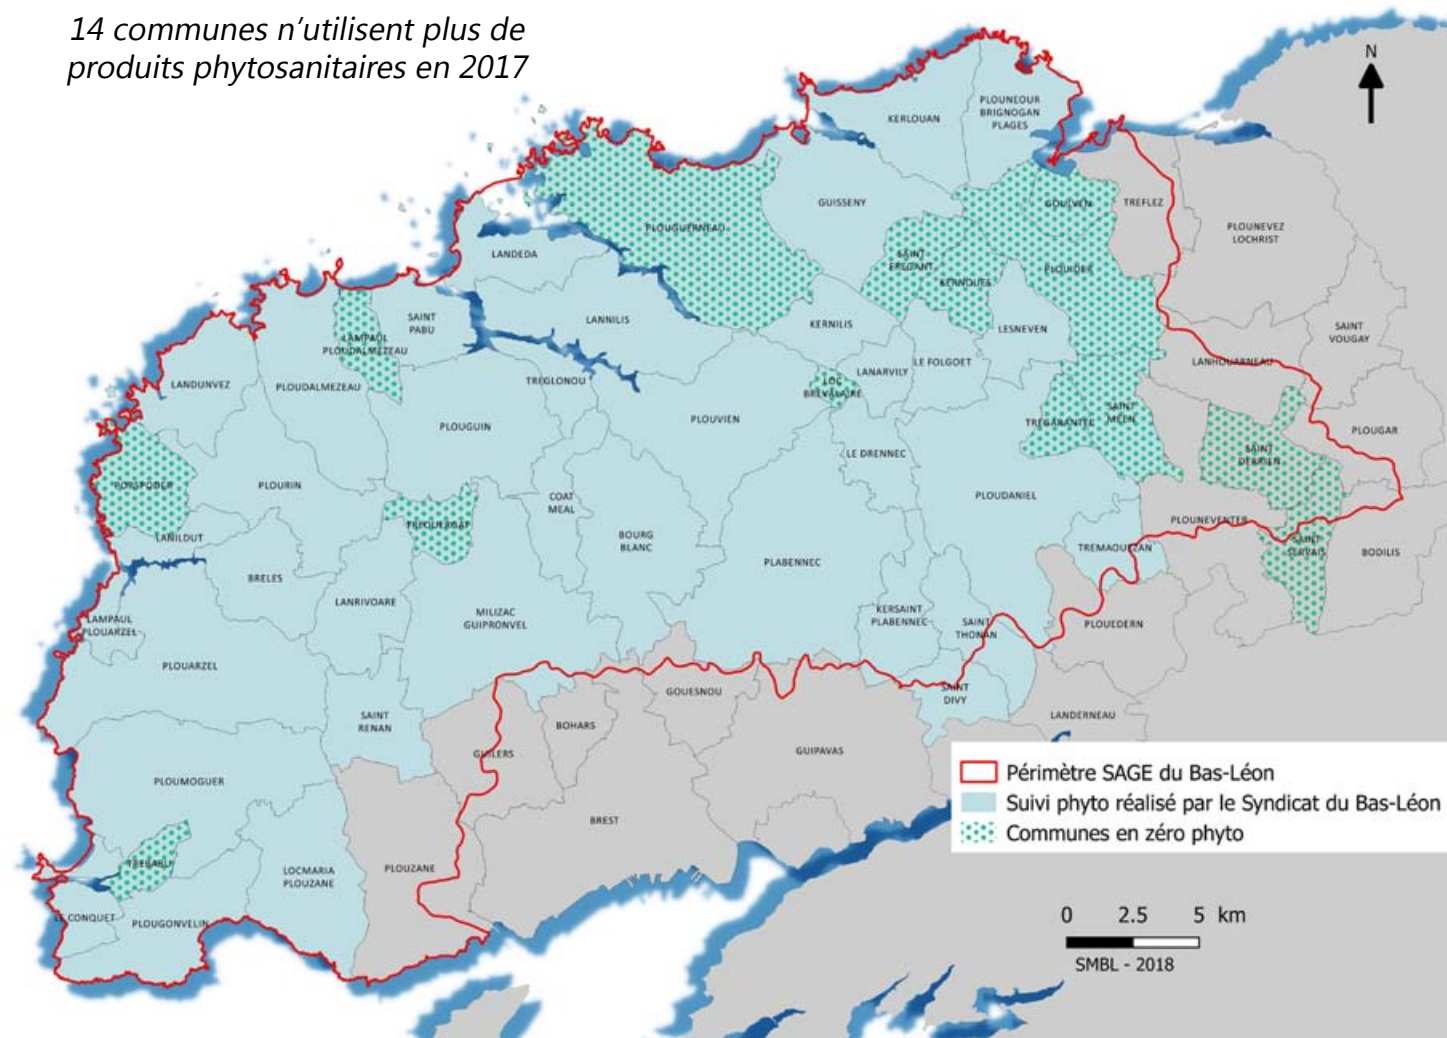 14 communes n'utilisent plus de
produits phytosanitaires en 2017
N
KERLOUAN
PLOUNEOUR
BRIGNOGAN
PLAGES
GUISSENY
GOULVEN
TREFLEZ
PLOUNEVEZ
LOCHRIST
PLOUGUERNEAU
LANDEDA
SAINT
FREGANT
KERNOUES
PLOUIDER
SAINT
PABU
LANNILIS
KERNILIS
LESNEVEN
SAINT
VOUGAY
LAMPAUL
PLOUDALMEZEAU
LANDUNVEZ
PLOUDALMEZEAU
TREGLONOU
LOC
BREVALAIRE
LANARVILY
LE FOLGOET
LANHOUARNEAU
PLOUGUIN
PLOUVIEN
TREGARANTEC
SAINT
MÉEN
PLOUGAR
LE DRENNEC
SAINT
DERRIEN
PORSPODER
PLOURIN
COAT
MEAL
PLOUDANIEL
TREOUERGAT
BOURG
BLANC
PLOUNEVENTER
LANILDUT
PLABENNEC
TREMAOUEZAN
SAINT
SERVAIS
BODILIS
BRELES
LANRIVOARE
MILIZAC
GUIPRONVEL
KERSAINT
PLABENNEC
SAINT
THONAN
PLOUEDERN
LAMPAUL
PLOUARZEL
PLOUARZEL
SAINT
RENAN
GOUESNOU
SAINT
DIVY
LANDERNEAU
BOHARS
GUILERS
GUIPAVAS
PLOUMOGUER
BREST
TREBABU
LOCMARIA
PLOUZANE
PLOUZANE
LE CONQUET
PLOUGONVELIN
Périmètre SAGE du Bas-Léon
Suivi phyto réalisé par le Syndicat du Bas-Léon
Communes en zéro phyto
0 2.5 5 km
SMBL - 2018